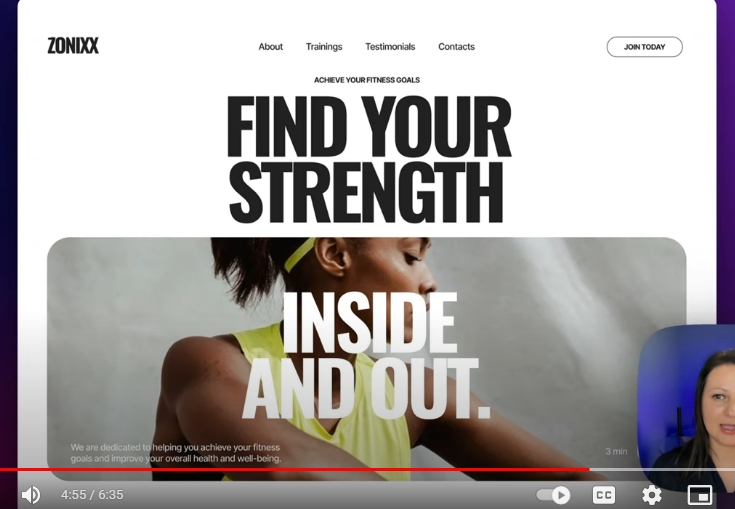 ZONIXX
About
Trainings
Testimonials
Contacts
JOIN TODAY
ACHIEVE YOUR FITNESS GOALS
FIND YOUR
STRENGTH
INSIDE
AND OUT.
We are dedicated to helping you achieve your fitness
goals and improve your overall health and well-being.
3 min
4:55 / 6:35
CC